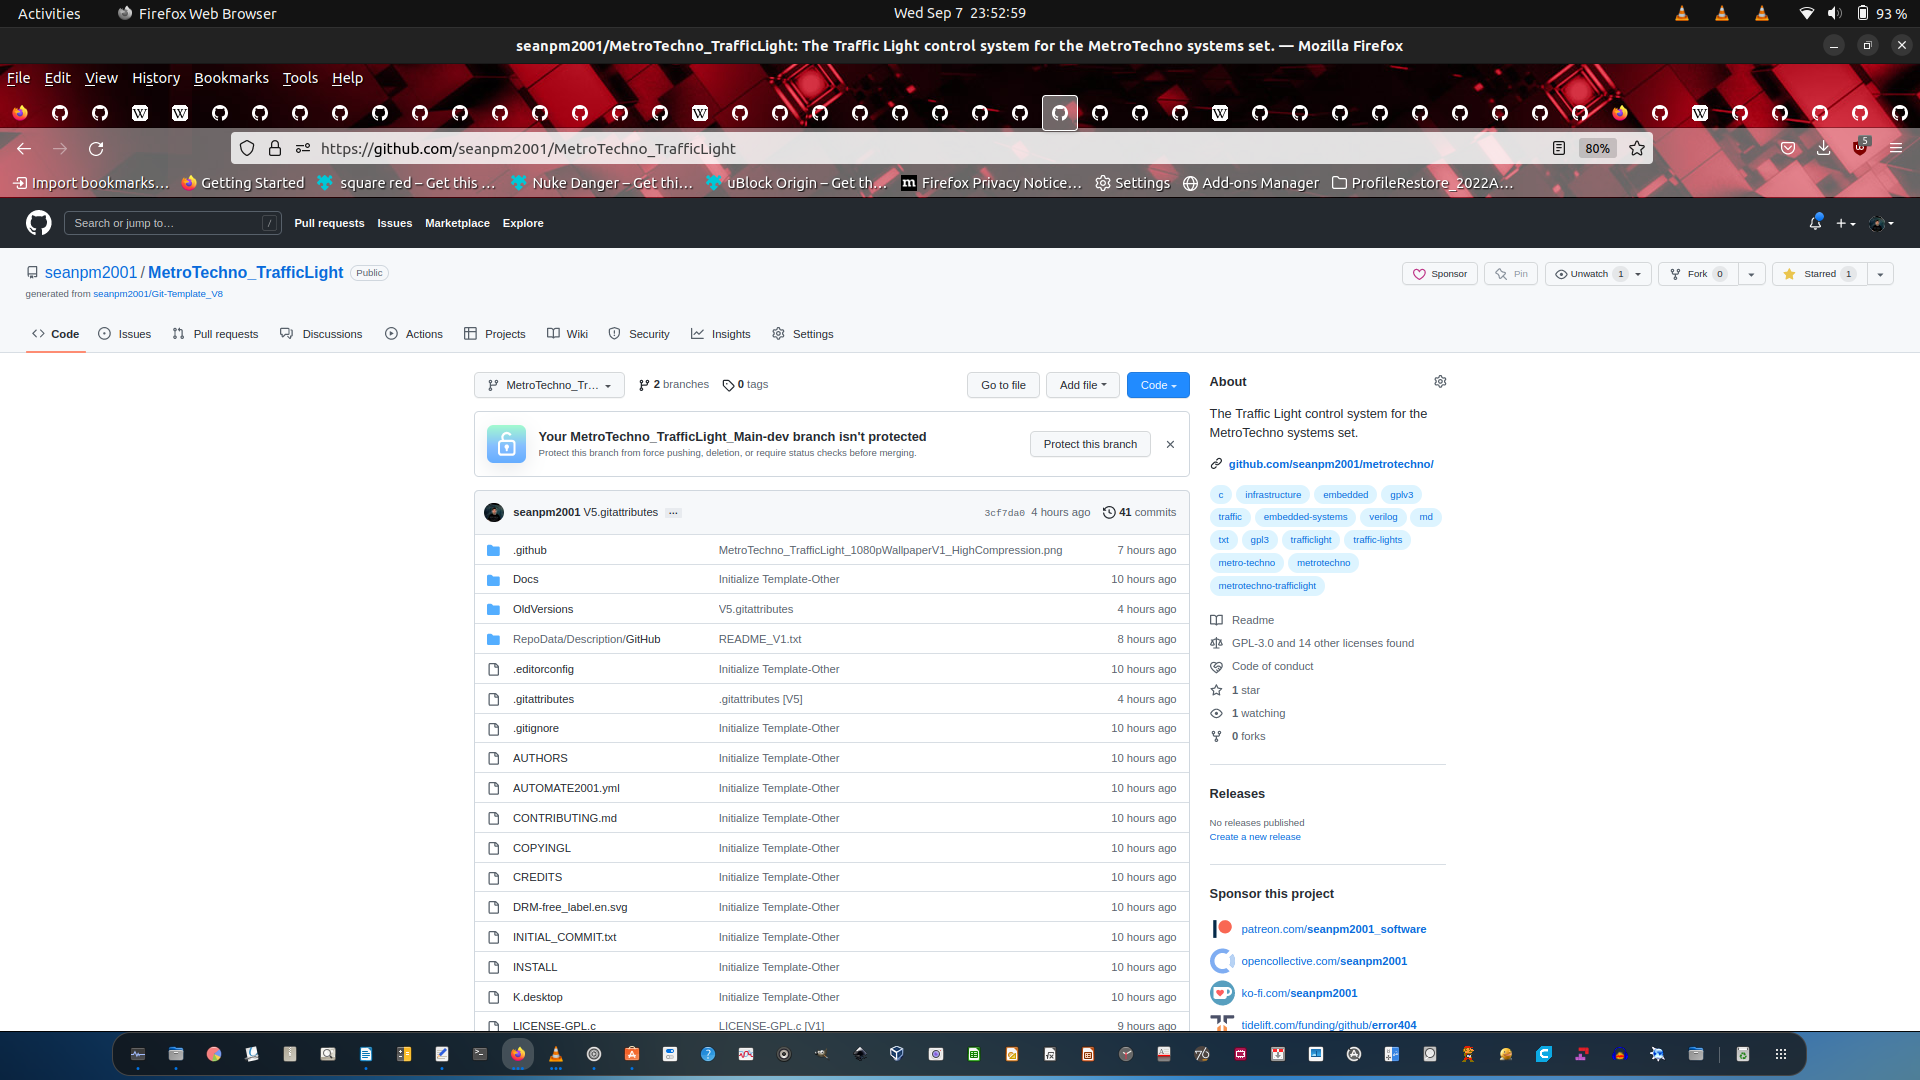 Activities Firefox Web Browser Wed Sep 7 23:52:59 93 %
seanpm2001/MetroTechno_TrafficLight: The Traffic Light control system for the MetroTechno systems set. — Mozilla Firefox
File Edit View History Bookmarks Tools Help
https://github.com/seanpm2001/MetroTechno_TrafficLight 80% 5
Import bookmarks… Getting Started square red – Get this … Nuke Danger – Get thi… uBlock Origin – Get th… Firefox Privacy Notice… Settings Add-ons Manager ProfileRestore_2022A…
Search or jump to… / Pull requests Issues Marketplace Explore
seanpm2001 / MetroTechno_TrafficLight Public
Sponsor Pin Unwatch 1 Fork 0 Starred 1
generated from seanpm2001/Git-Template_V8
Code Issues Pull requests Discussions Actions Projects Wiki Security Insights Settings
MetroTechno_Tr… 2 branches 0 tags Go to file Add file Code
Your MetroTechno_TrafficLight_Main-dev branch isn't protected
Protect this branch from force pushing, deletion, or require status checks before merging.
Protect this branch
seanpm2001 V5.gitattributes … 3cf7da0 4 hours ago 41 commits
.github MetroTechno_TrafficLight_1080pWallpaperV1_HighCompression.png 7 hours ago
Docs Initialize Template-Other 10 hours ago
OldVersions V5.gitattributes 4 hours ago
RepoData/Description/GitHub README_V1.txt 8 hours ago
.editorconfig Initialize Template-Other 10 hours ago
.gitattributes .gitattributes [V5] 4 hours ago
.gitignore Initialize Template-Other 10 hours ago
AUTHORS Initialize Template-Other 10 hours ago
AUTOMATE2001.yml Initialize Template-Other 10 hours ago
CONTRIBUTING.md Initialize Template-Other 10 hours ago
COPYINGL Initialize Template-Other 10 hours ago
CREDITS Initialize Template-Other 10 hours ago
DRM-free_label.en.svg Initialize Template-Other 10 hours ago
INITIAL_COMMIT.txt Initialize Template-Other 10 hours ago
INSTALL Initialize Template-Other 10 hours ago
K.desktop Initialize Template-Other 10 hours ago
LICENSE-GPL.c LICENSE-GPL.c [V1] 9 hours ago
About
The Traffic Light control system for the
MetroTechno systems set.
github.com/seanpm2001/metrotechno/
c infrastructure embedded gplv3
traffic embedded-systems verilog md
txt gpl3 trafficlight traffic-lights
metro-techno metrotechno
metrotechno-trafficlight
Readme
GPL-3.0 and 14 other licenses found
Code of conduct
1 star
1 watching
0 forks
Releases
No releases published
Create a new release
Sponsor this project
patreon.com/seanpm2001_software
opencollective.com/seanpm2001
ko-fi.com/seanpm2001
tidelift.com/funding/github/error404